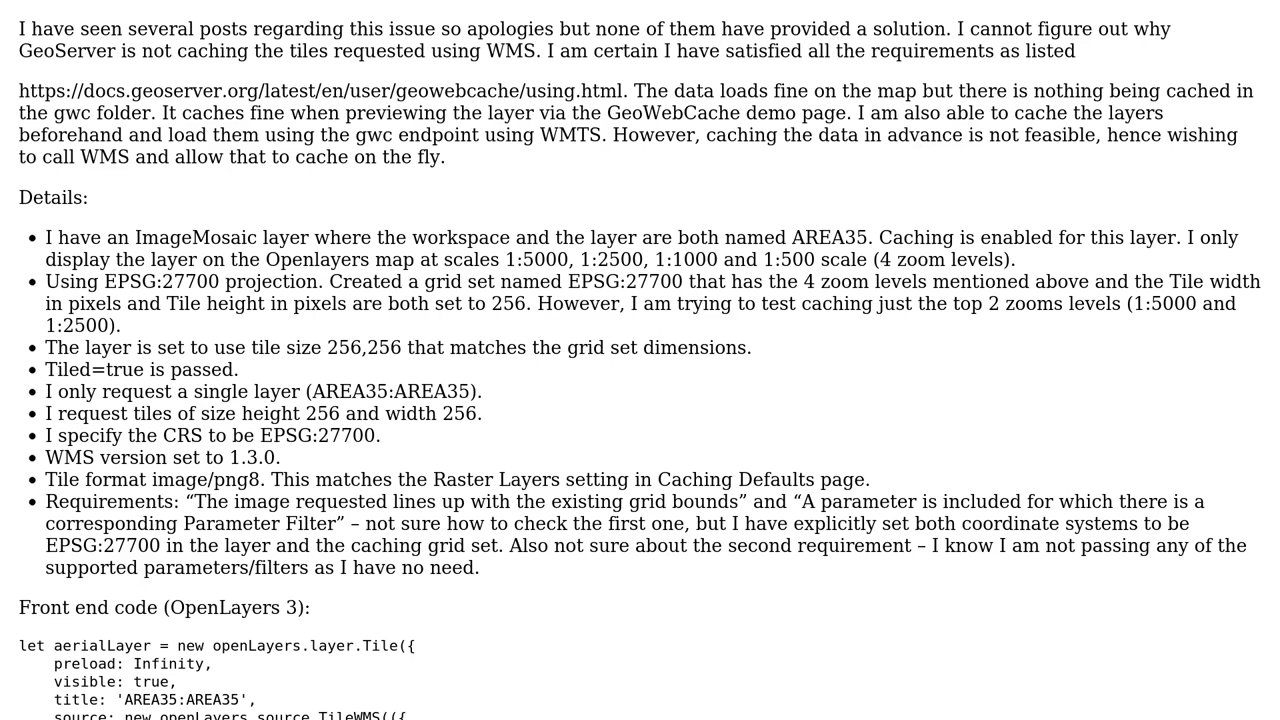 I have seen several posts regarding this issue so apologies but none of them have provided a solution. I cannot figure out why
GeoServer is not caching the tiles requested using WMS. I am certain I have satisfied all the requirements as listed
https://docs.geoserver.org/latest/en/user/geowebcache/using.html. The data loads fine on the map but there is nothing being cached in
the gwc folder. It caches fine when previewing the layer via the GeoWebCache demo page. I am also able to cache the layers
beforehand and load them using the gwc endpoint using WMTS. However, caching the data in advance is not feasible, hence wishing
to call WMS and allow that to cache on the fly.
Details:
• I have an ImageMosaic layer where the workspace and the layer are both named AREA35. Caching is enabled for this layer. I only
display the layer on the Openlayers map at scales 1:5000, 1:2500, 1:1000 and 1:500 scale (4 zoom levels).
• Using EPSG:27700 projection. Created a grid set named EPSG:27700 that has the 4 zoom levels mentioned above and the Tile width
in pixels and Tile height in pixels are both set to 256. However, I am trying to test caching just the top 2 zooms levels (1:5000 and
1:2500).
• The layer is set to use tile size 256,256 that matches the grid set dimensions.
• Tiled=true is passed.
• I only request a single layer (AREA35:AREA35).
• I request tiles of size height 256 and width 256.
• I specify the CRS to be EPSG:27700.
• WMS version set to 1.3.0.
• Tile format image/png8. This matches the Raster Layers setting in Caching Defaults page.
• Requirements: “The image requested lines up with the existing grid bounds” and “A parameter is included for which there is a
corresponding Parameter Filter” – not sure how to check the first one, but I have explicitly set both coordinate systems to be
EPSG:27700 in the layer and the caching grid set. Also not sure about the second requirement – I know I am not passing any of the
supported parameters/filters as I have no need.
Front end code (OpenLayers 3):
let aerialLayer = new openLayers.layer.Tile({
    preload: Infinity,
    visible: true,
    title: 'AREA35:AREA35',
    source: new openLayers.source.TileWMS(({